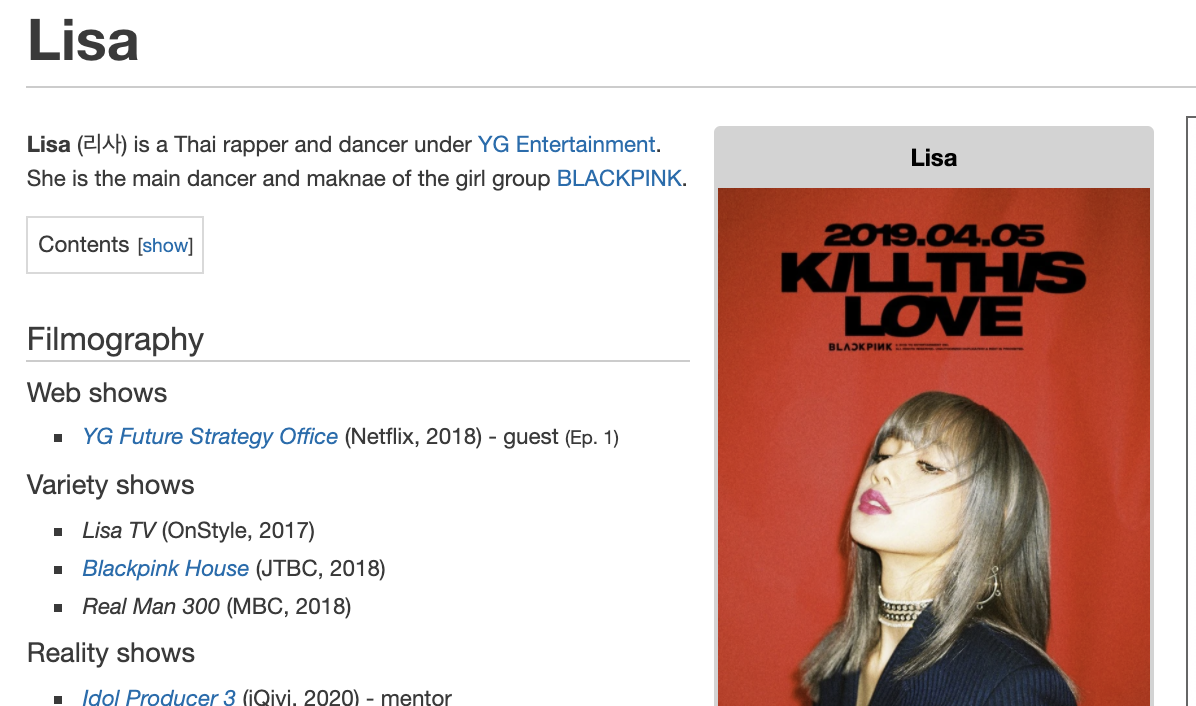 Lisa
Lisa (리사) is a Thai rapper and dancer under YG Entertainment.
She is the main dancer and maknae of the girl group BLACKPINK.
Contents [show]
Filmography
Web shows
YG Future Strategy Office (Netflix, 2018) - guest (Ep. 1)
Variety shows
Lisa TV (OnStyle, 2017)
Blackpink House (JTBC, 2018)
Real Man 300 (MBC, 2018)
Reality shows
Idol Producer 3 (iQiyi, 2020) - mentor
Lisa
2019.04.05
KILL THIS
LOVE
BLACKPINK